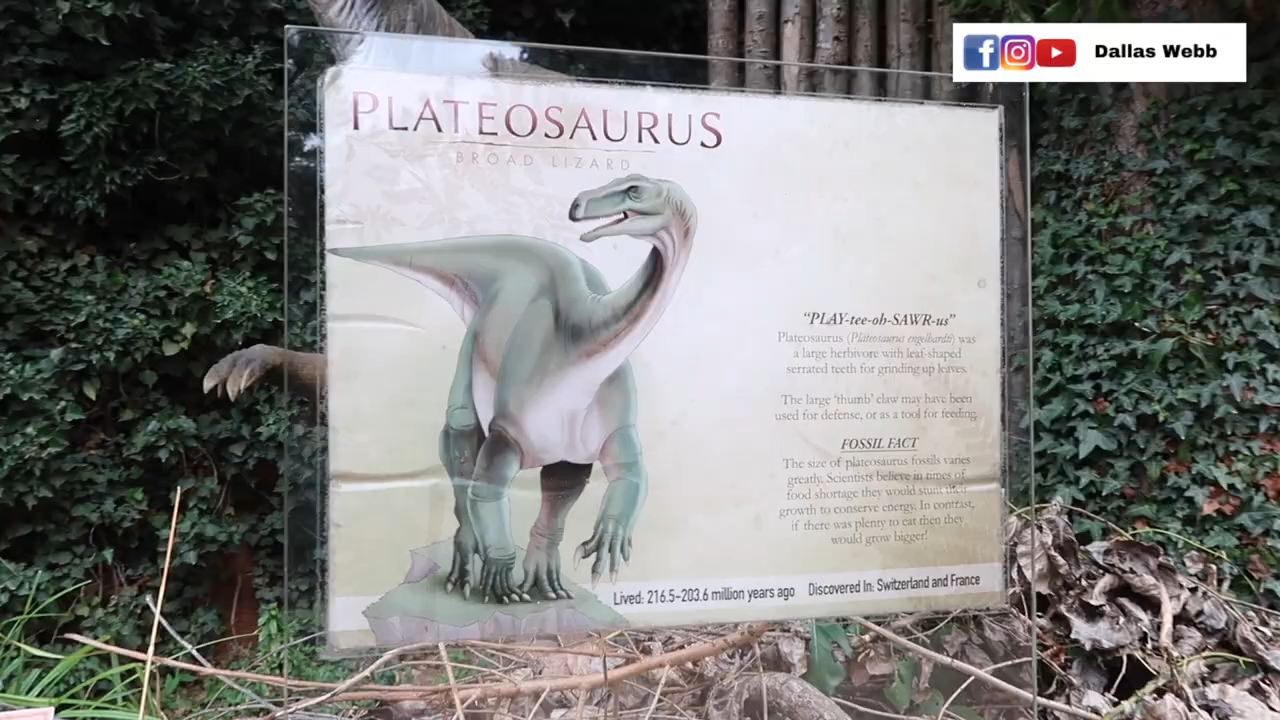 Dallas Webb
PLATEOSAURUS
BROAD LIZARD
“PLAY-tee-oh-SAWR-us”
Plateosaurus (Plateosaurus engelhardti) was
a large herbivore with leaf-shaped
serrated teeth for grinding up leaves.
The large ‘thumb’ claw may have been
used for defense, or as a tool for feeding.
FOSSIL FACT
The size of plateosaurus fossils varies
greatly. Scientists believe in times of
food shortage they would stunt their
growth to conserve energy. In contrast,
if there was plenty to eat then they
would grow bigger!
Lived: 216.5–203.6 million years ago Discovered In: Switzerland and France